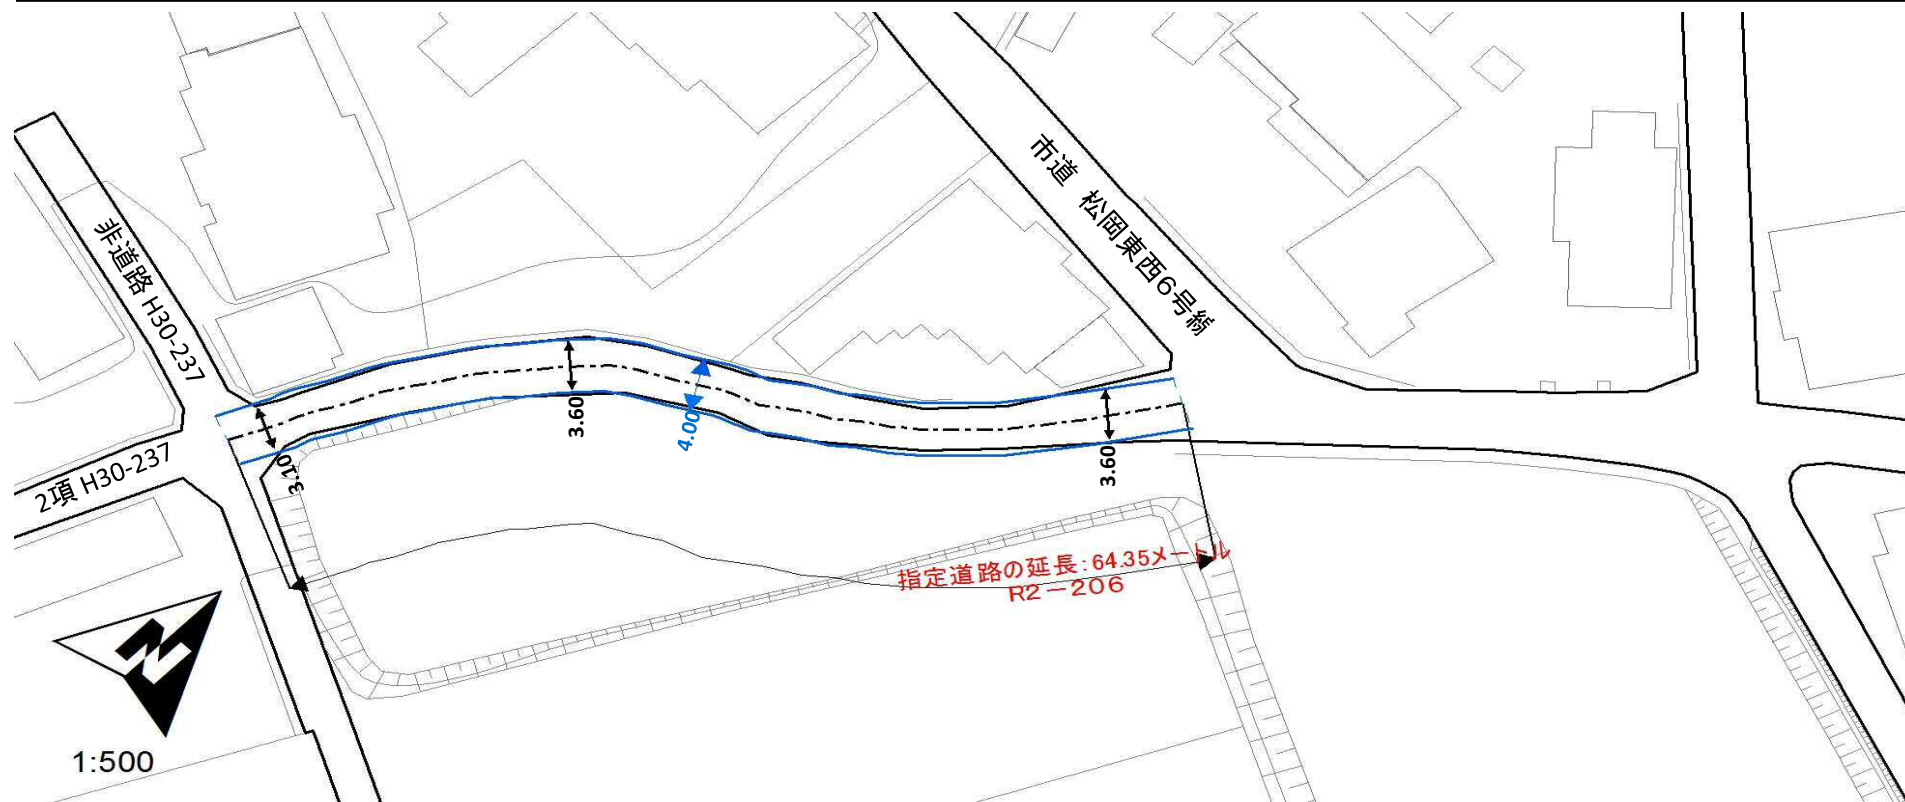 市道 松岡東西6号線
非道路 H30-237
2項 H30-237
3.10
3.60
4.00
3.60
指定道路の延長:64.35メートル
R2-206
N
1:500